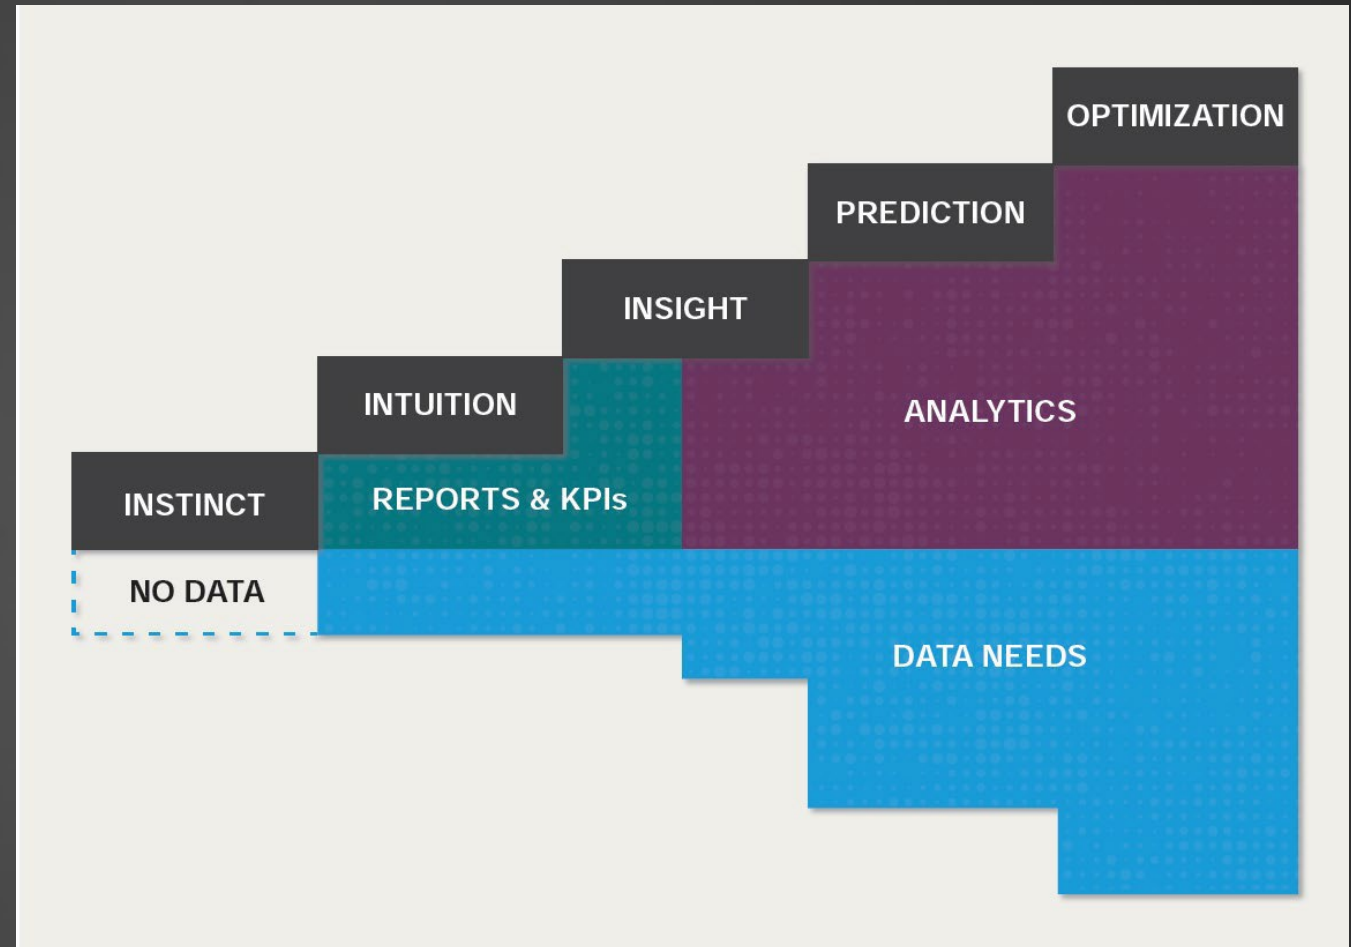 OPTIMIZATION
PREDICTION
INSIGHT
INTUITION
ANALYTICS
INSTINCT
REPORTS & KPIs
NO DATA
DATA NEEDS